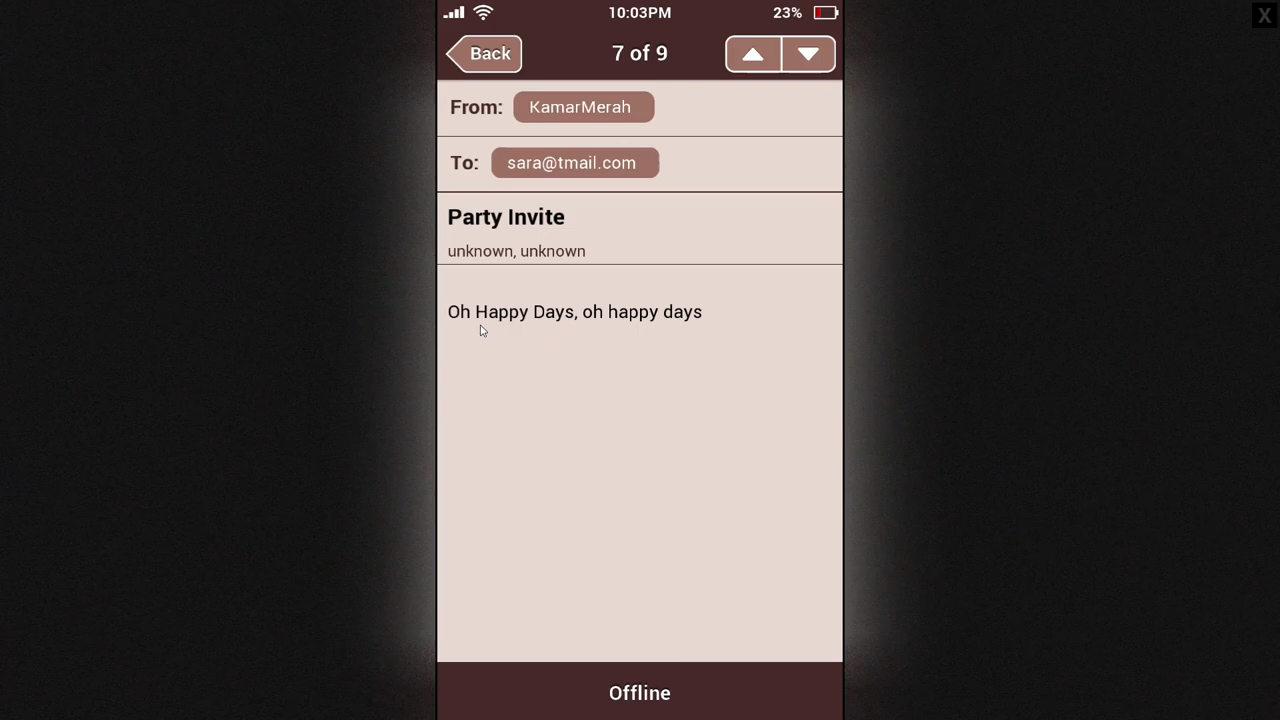 10:03PM
23%
X
Back
7 of 9
From: KamarMerah
To: sara@tmail.com
Party Invite
unknown, unknown
Oh Happy Days, oh happy days
Offline